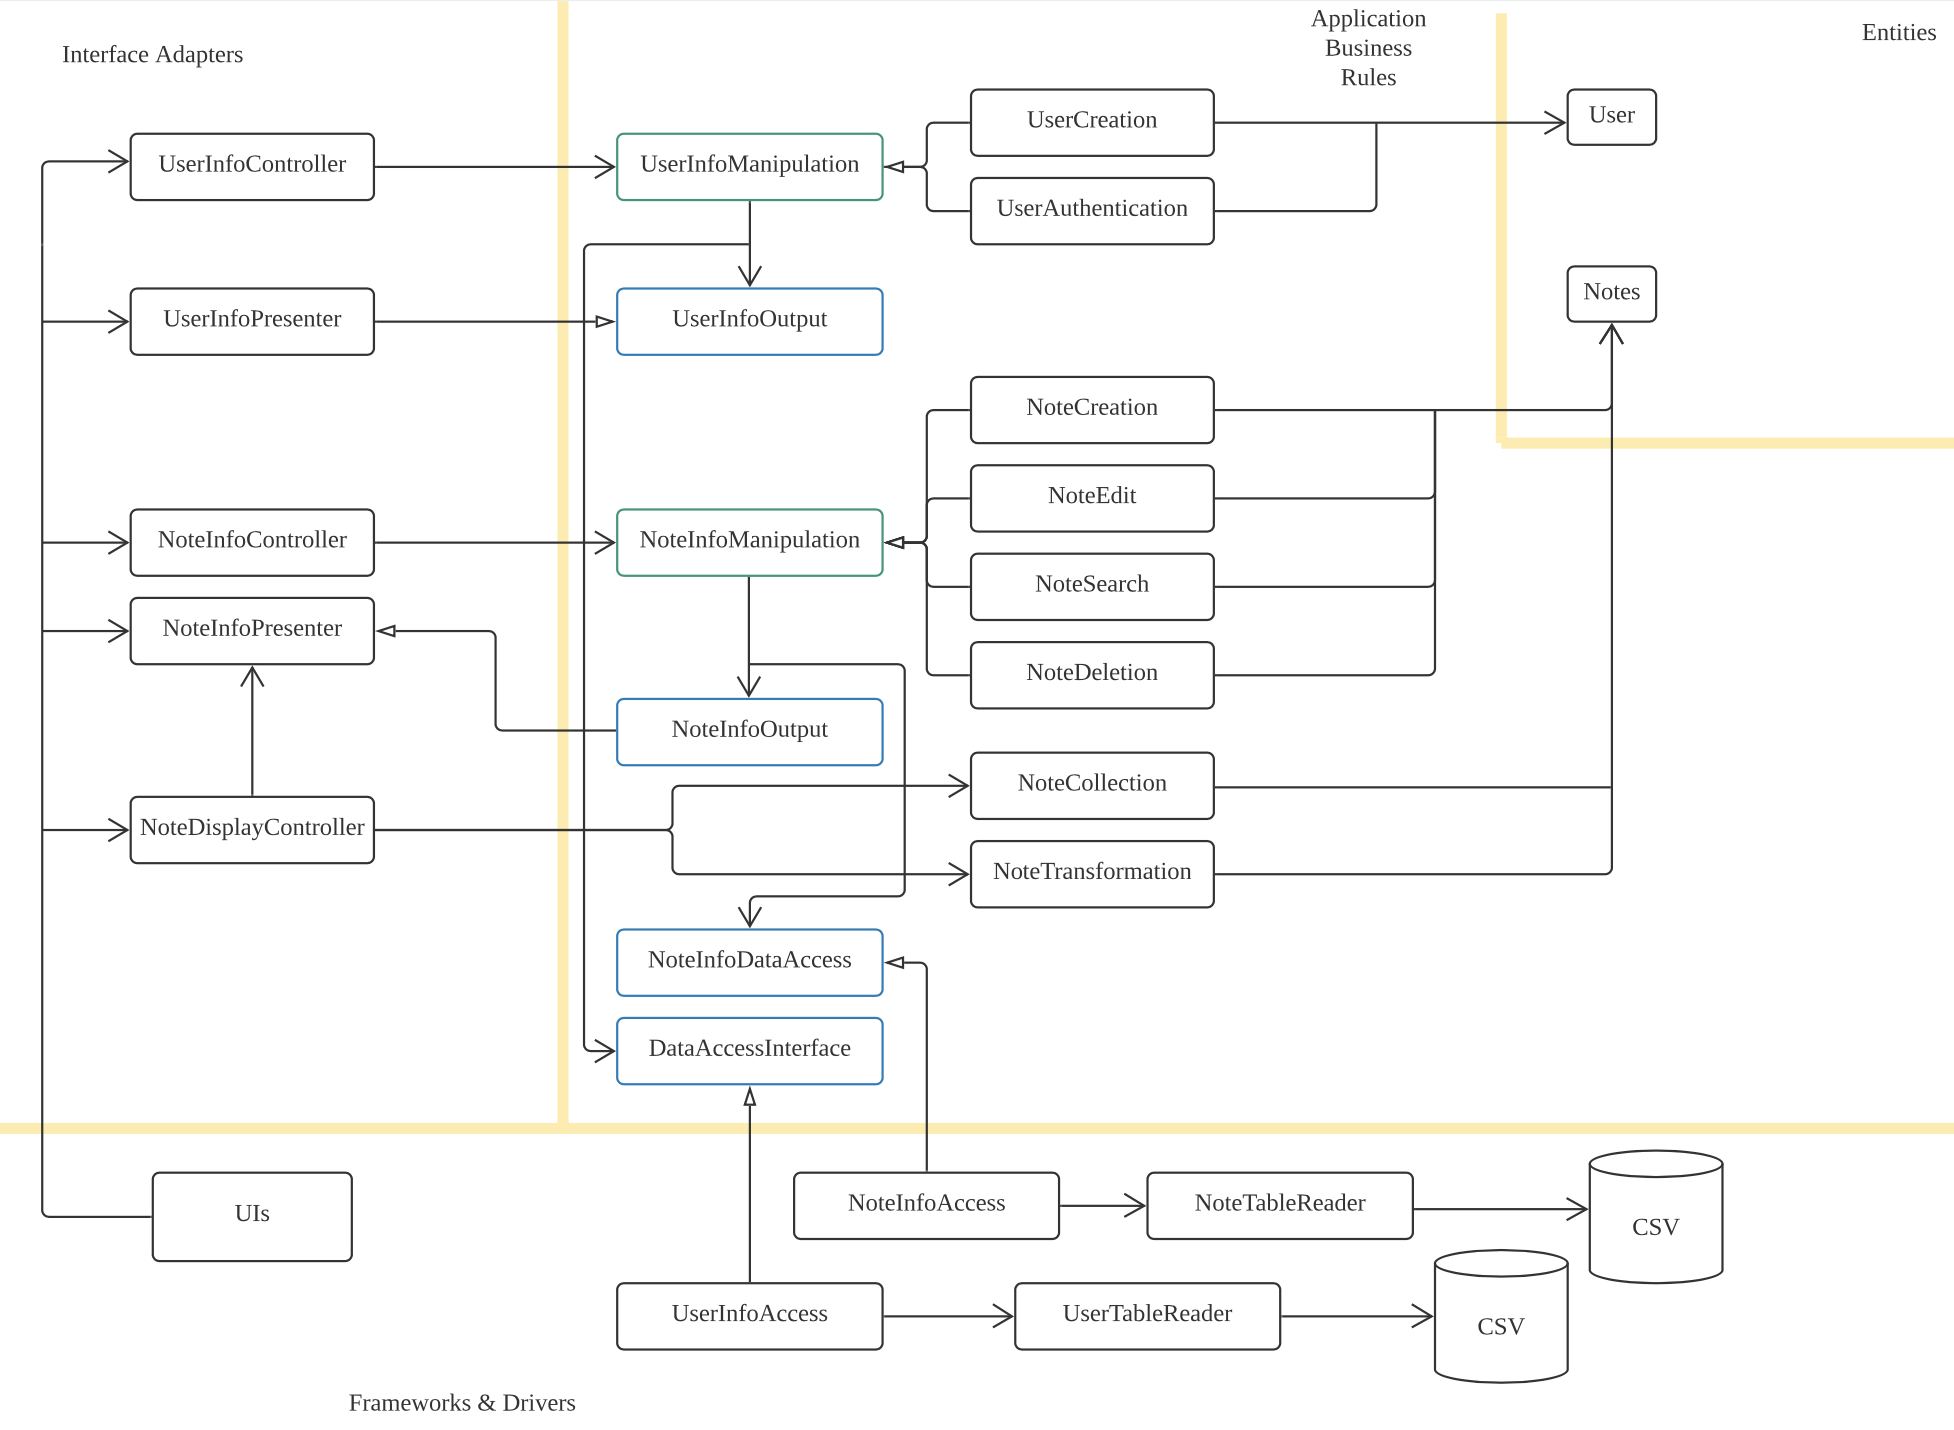 Interface Adapters
Application
Business
Rules
Entities
UserInfoController
UserInfoManipulation
UserCreation
User
UserAuthentication
UserInfoPresenter
UserInfoOutput
Notes
NoteCreation
NoteEdit
NoteInfoController
NoteInfoManipulation
NoteSearch
NoteInfoPresenter
NoteDeletion
NoteInfoOutput
NoteCollection
NoteDisplayController
NoteTransformation
NoteInfoDataAccess
DataAccessInterface
UIs
NoteInfoAccess
NoteTableReader
CSV
UserInfoAccess
UserTableReader
CSV
Frameworks & Drivers